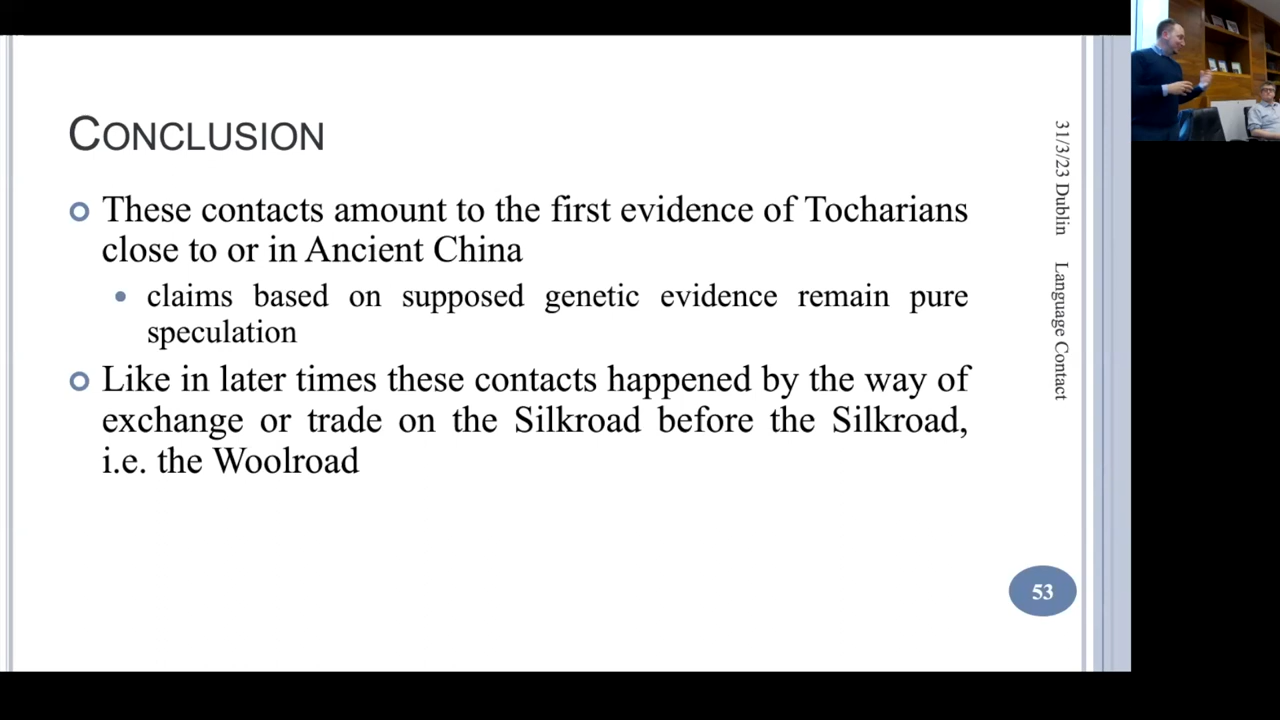 CONCLUSION
These contacts amount to the first evidence of Tocharians
close to or in Ancient China
claims based on supposed genetic evidence remain pure
speculation
Like in later times these contacts happened by the way of
exchange or trade on the Silkroad before the Silkroad,
i.e. the Woolroad
31/3/23 Dublin Language Contact
53